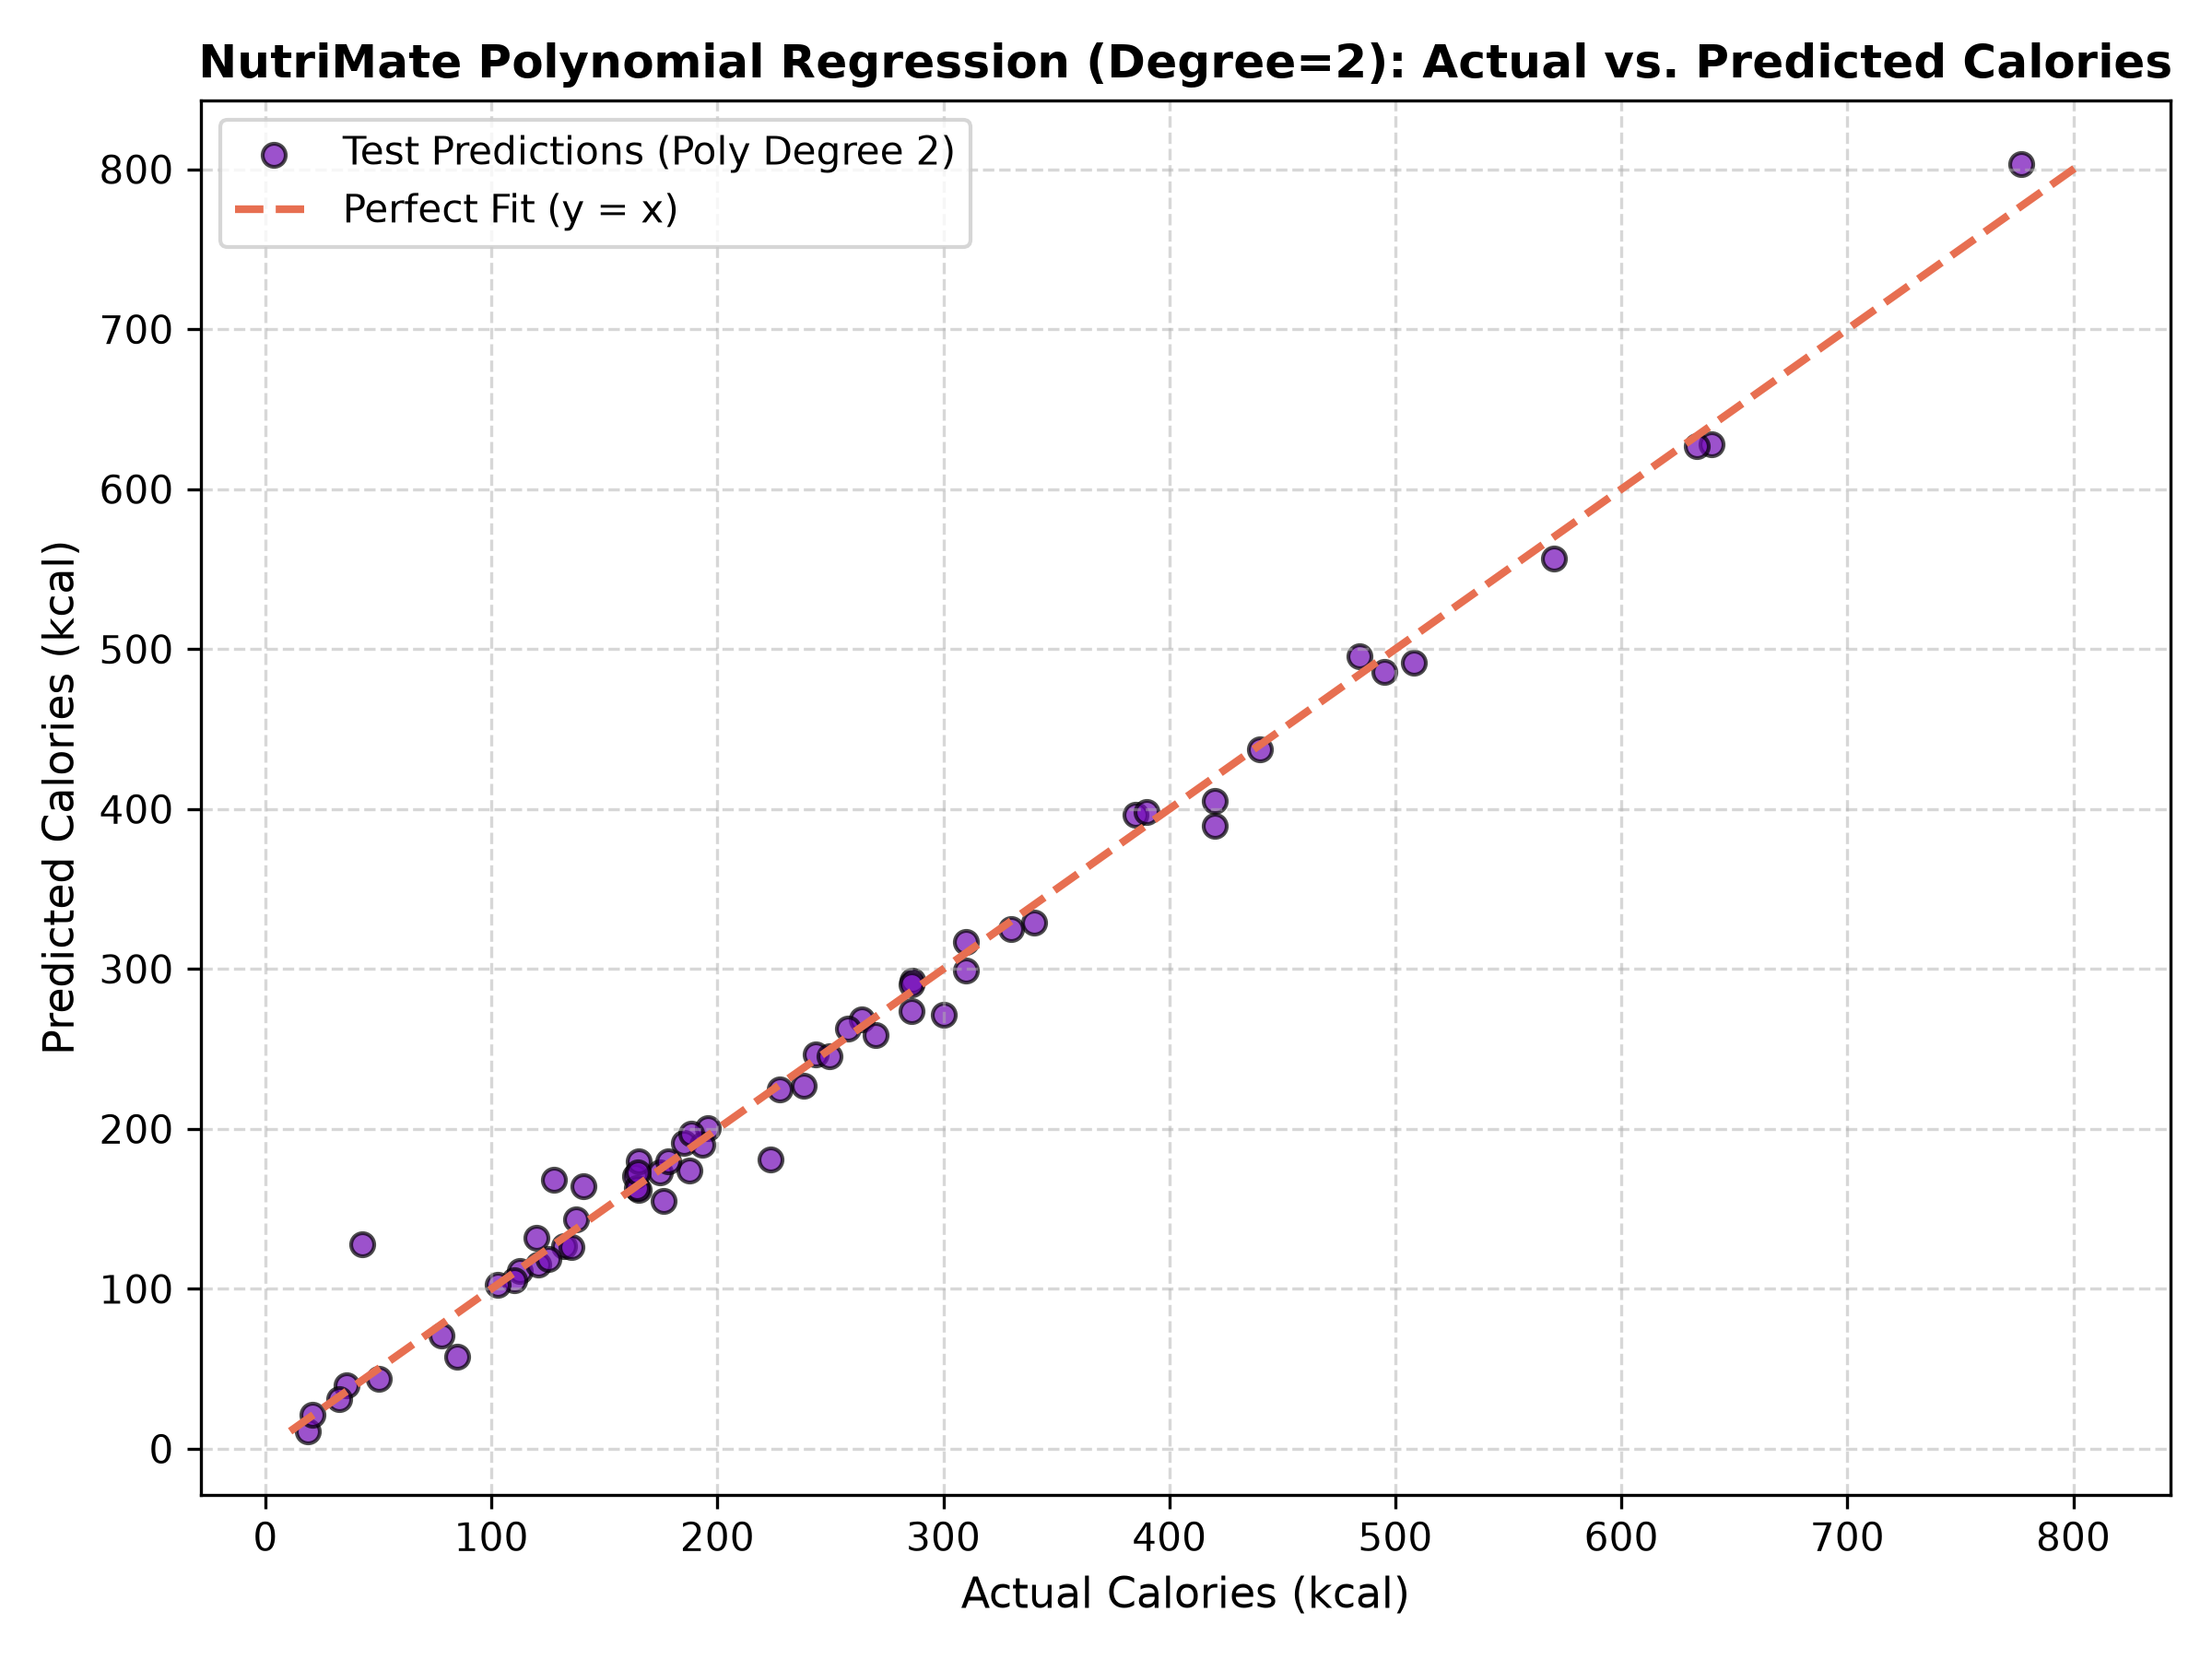 NutriMate Polynomial Regression (Degree=2): Actual vs. Predicted Calories
Test Predictions (Poly Degree 2)
Perfect Fit (y = x)
Predicted Calories (kcal)
800
700
600
500
400
300
200
100
0
0 100 200 300 400 500 600 700 800
Actual Calories (kcal)